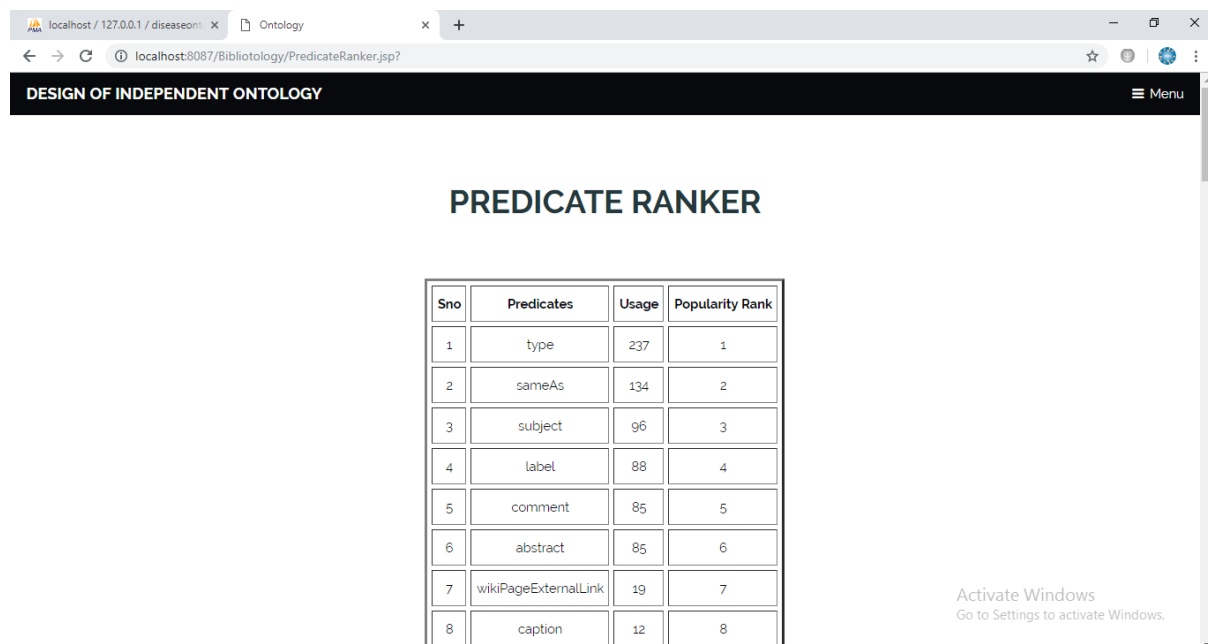 localhost / 127.0.0.1 / diseaseont
Ontology
localhost:8087/Bibliotology/PredicateRanker.jsp?
DESIGN OF INDEPENDENT ONTOLOGY
Menu
PREDICATE RANKER
Sno Predicates Usage Popularity Rank
1 type 237 1
2 sameAs 134 2
3 subject 96 3
4 label 88 4
5 comment 85 5
6 abstract 85 6
7 wikiPageExternalLink 19 7
8 caption 12 8
Activate Windows
Go to Settings to activate Windows.